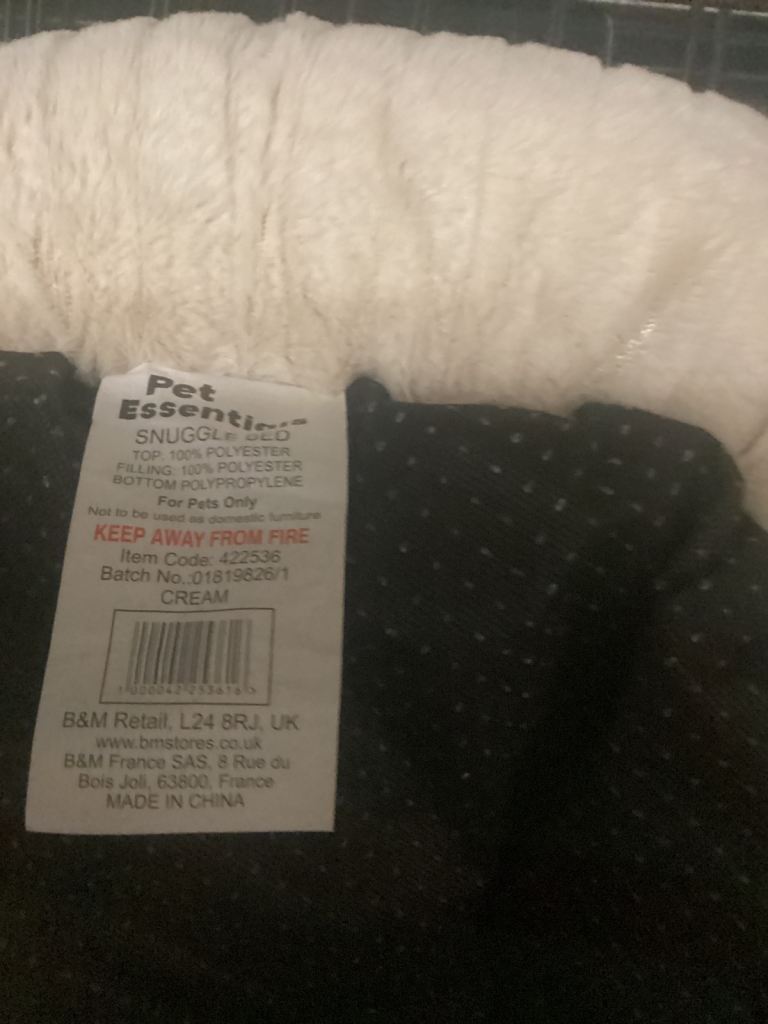 Pet
Essentials
SNUGGLE BED
TOP: 100% POLYESTER
FILLING: 100% POLYESTER
BOTTOM POLYPROPYLENE
For Pets Only
Not to be used as domestic furniture
KEEP AWAY FROM FIRE
Item Code: 422536
Batch No.:01819826/1
CREAM
B&M Retail, L24 8RJ, UK
www.bmstores.co.uk
B&M France SAS, 8 Rue du
Bois Joli, 63800, France
MADE IN CHINA